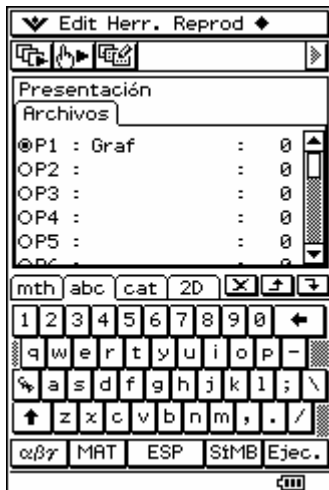 Edit Herr. Reprod ◆
Presentación
Archivos
P1 : Graf : 0
P2 : : 0
P3 : : 0
P4 : : 0
P5 : : 0
mth abc cat 2D
1 2 3 4 5 6 7 8 9 0
q w e r t y u i o p -
a s d f g h j k l ; \
z x c v b n m , . /
αβγ MAT ESP SíMB Ejec.